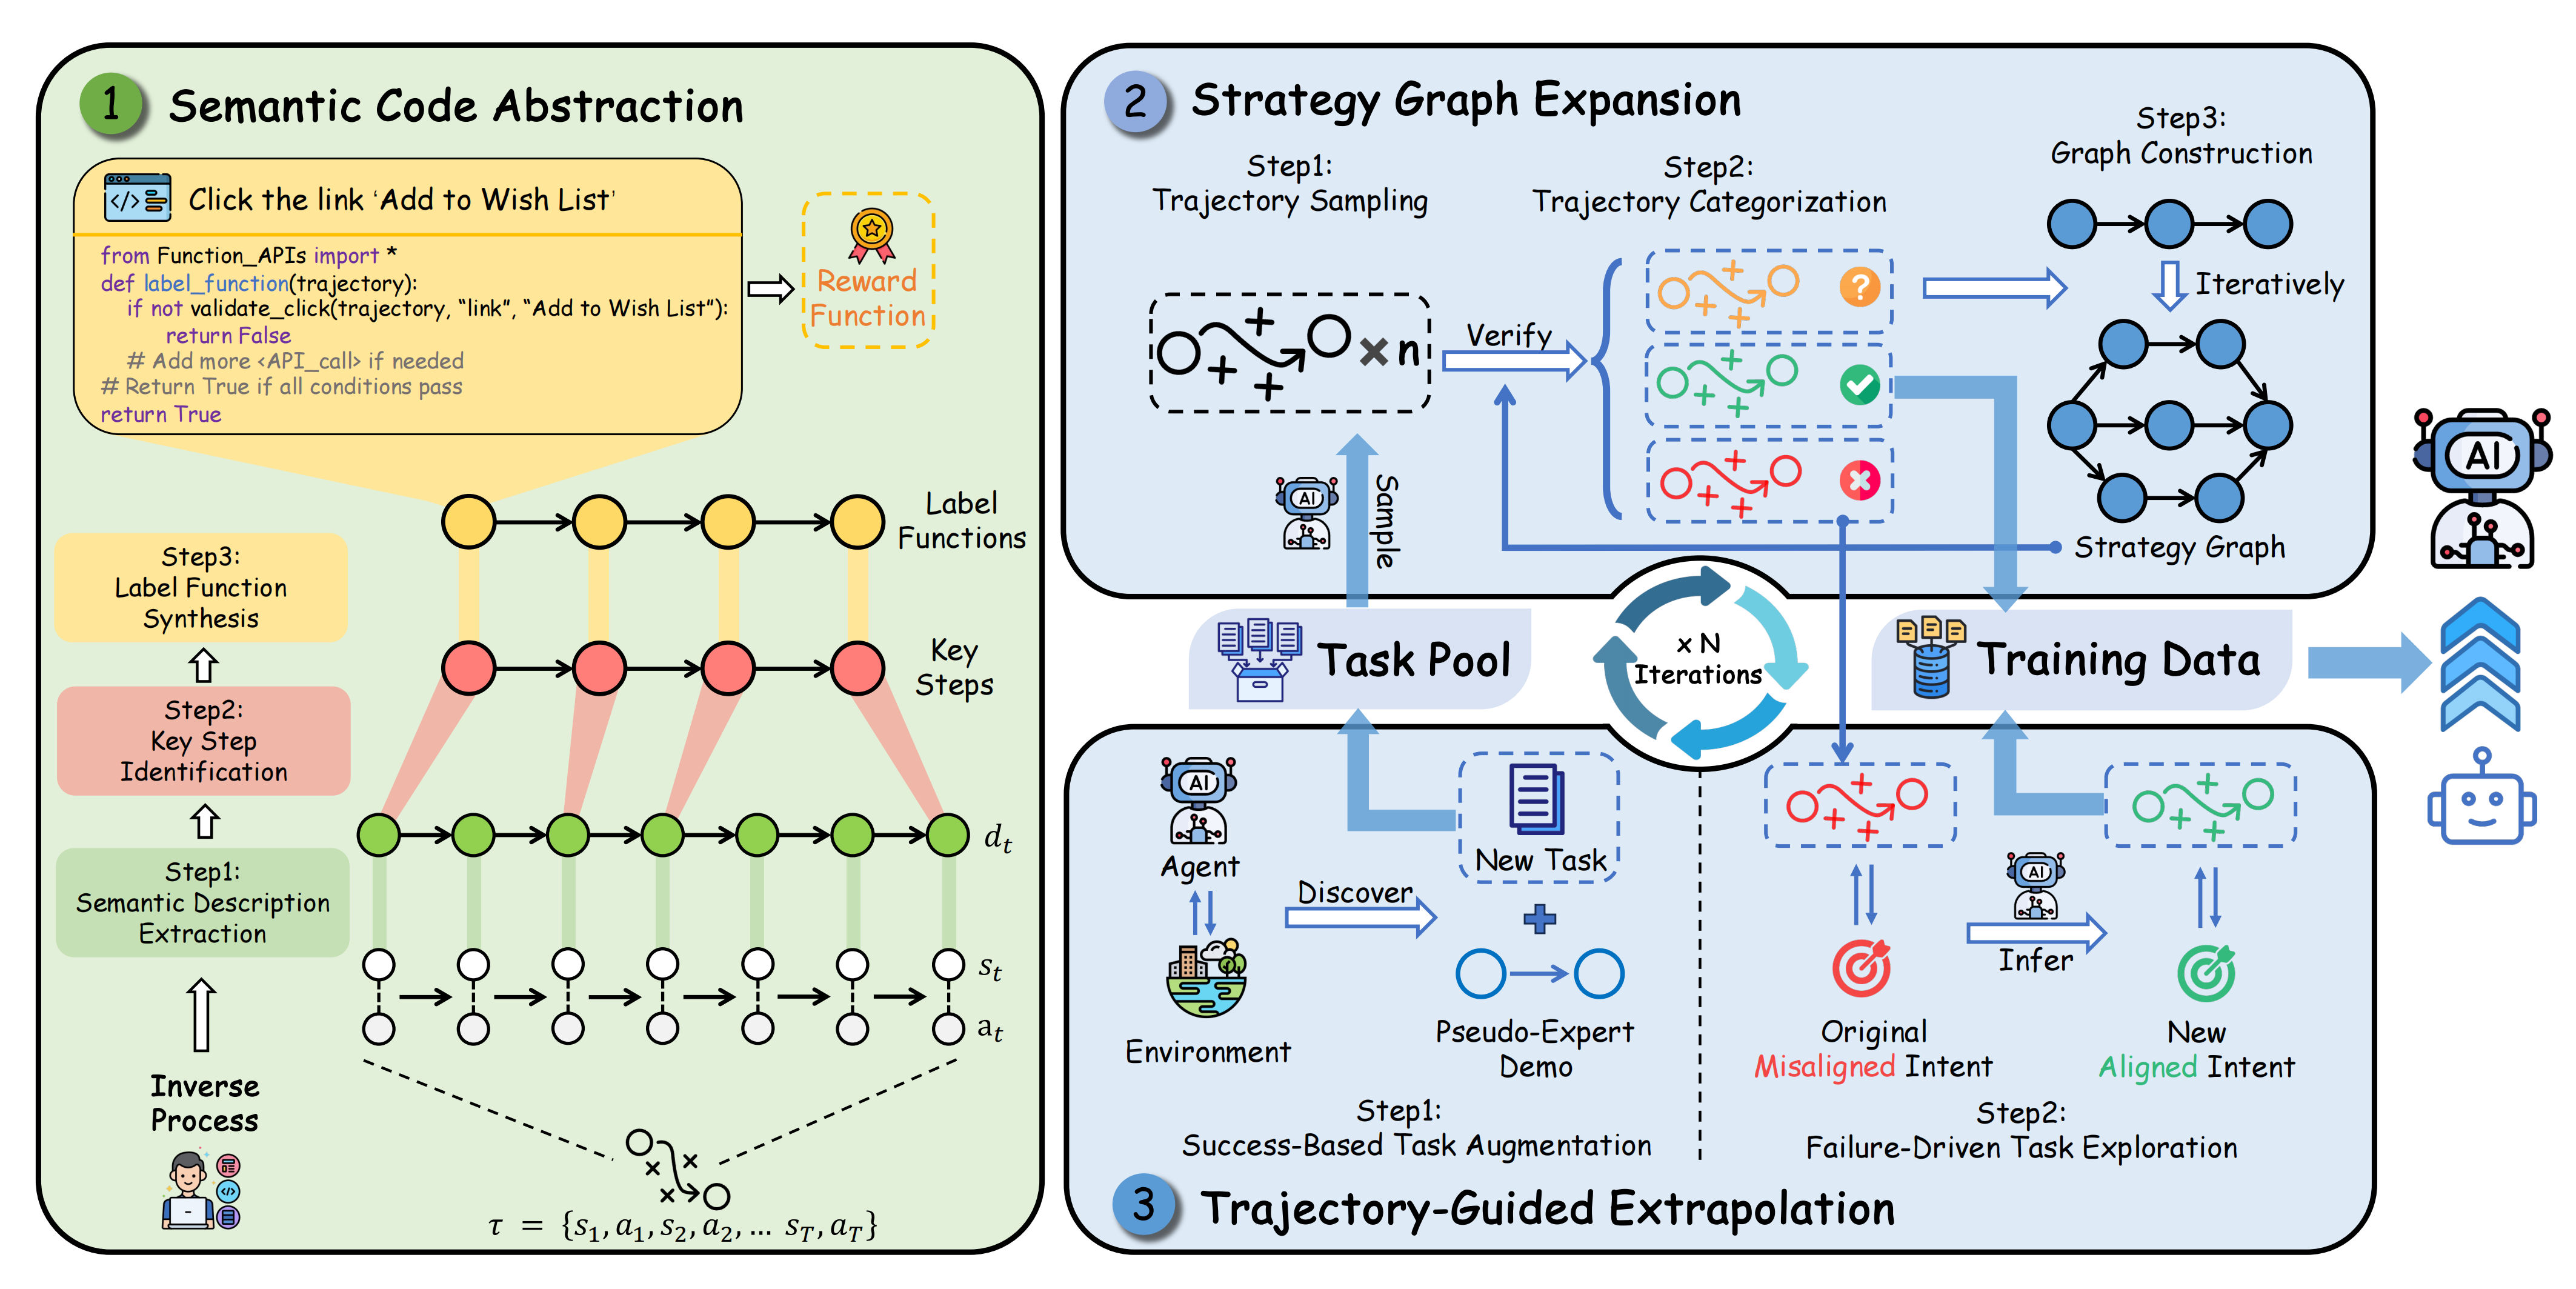 1 Semantic Code Abstraction
Click the link ‘Add to Wish List’
from Function_APIs import *
def label_function(trajectory):
if not validate_click(trajectory, “link”, “Add to Wish List”):
return False
# Add more <API_call> if needed
# Return True if all conditions pass
return True
Reward
Function
Label
Functions
Key
Steps
Step3:
Label Function
Synthesis
Step2:
Key Step
Identification
Step1:
Semantic Description
Extraction
Inverse
Process
d_t
s_t
a_t
τ = {s_1, a_1, s_2, a_2, ... s_T, a_T}
2 Strategy Graph Expansion
Step1:
Trajectory Sampling
× n
Verify
Step2:
Trajectory Categorization
?
Step3:
Graph Construction
Iteratively
Strategy Graph
AI
Sample
Task Pool
x N
Iterations
Training Data
AI
AI
Agent
Environment
Discover
New Task
Pseudo-Expert
Demo
Step1:
Success-Based Task Augmentation
AI
Infer
Original
Misaligned Intent
New
Aligned Intent
Step2:
Failure-Driven Task Exploration
3 Trajectory-Guided Extrapolation